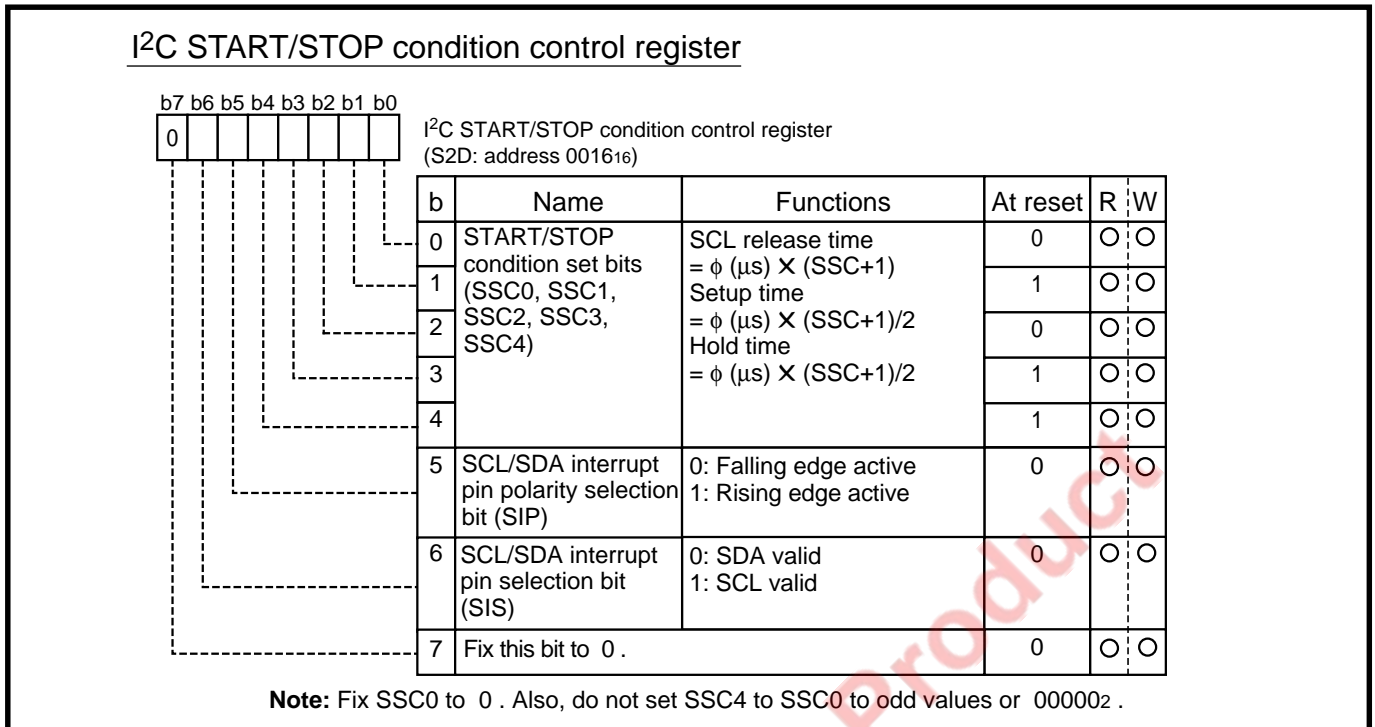 I2C START/STOP condition control register
b7 b6 b5 b4 b3 b2 b1 b0
0
I2C START/STOP condition control register
(S2D: address 001616)
b Name Functions At reset R W
0 START/STOP condition set bits (SSC0, SSC1, SSC2, SSC3, SSC4) SCL release time 0 O O
= ϕ (μs) X (SSC+1)
1 Setup time 1 O O
= ϕ (μs) X (SSC+1)/2
2 Hold time 0 O O
= ϕ (μs) X (SSC+1)/2
3 1 O O
4 1 O O
5 SCL/SDA interrupt 0: Falling edge active 0 O O
pin polarity selection 1: Rising edge active
bit (SIP)
6 SCL/SDA interrupt 0: SDA valid 0 O O
pin selection bit 1: SCL valid
(SIS)
7 Fix this bit to 0 . 0 O O
Note: Fix SSC0 to 0 . Also, do not set SSC4 to SSC0 to odd values or 000002 .
Product